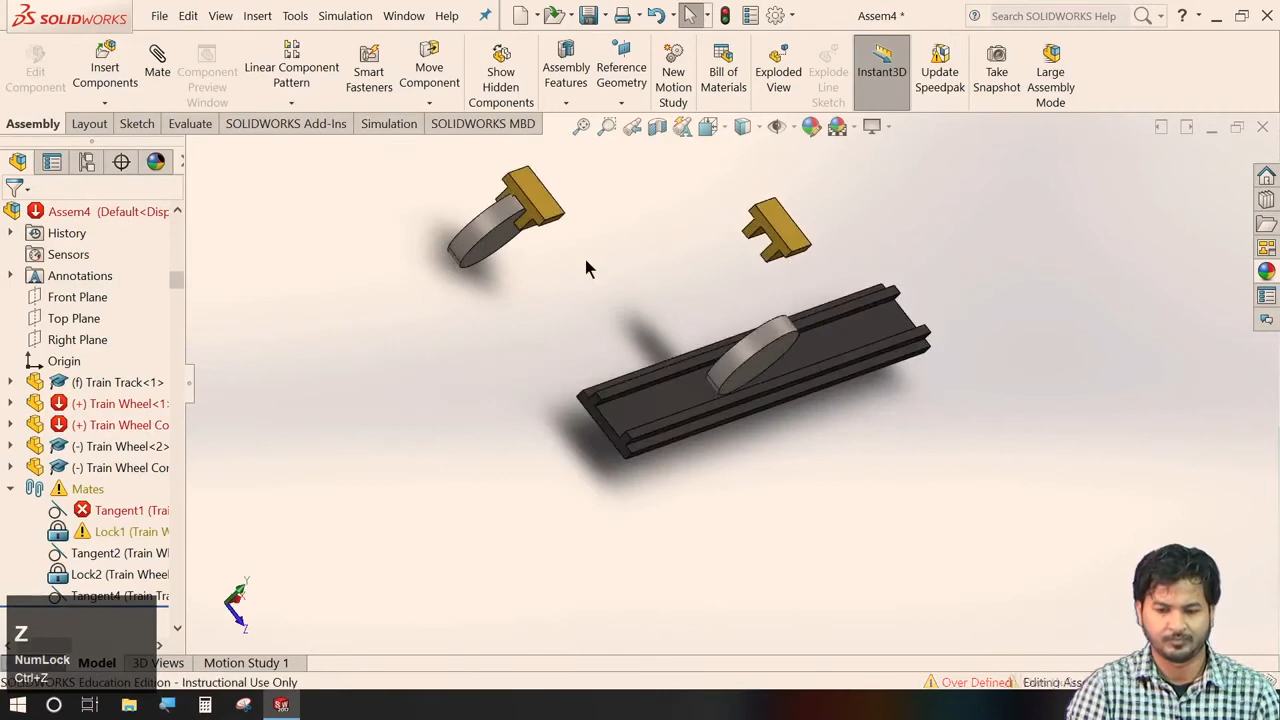 SOLIDWORKS
File Edit View Insert Tools Simulation Window Help
Assem4 *
Search SOLIDWORKS Help
Edit Component
Insert Components
Mate
Component Preview Window
Linear Component Pattern
Smart Fasteners
Move Component
Show Hidden Components
Assembly Features
Reference Geometry
New Motion Study
Bill of Materials
Exploded View
Explode Line Sketch
Instant3D
Update Speedpak
Take Snapshot
Large Assembly Mode
Assembly Layout Sketch Evaluate SOLIDWORKS Add-Ins Simulation SOLIDWORKS MBD
Assem4 (Default<Disp
History
Sensors
Annotations
Front Plane
Top Plane
Right Plane
Origin
(f) Train Track<1>
(+) Train Wheel<1>
(+) Train Wheel Co
(-) Train Wheel<2>
(-) Train Wheel Con
Mates
Tangent1 (Trai
Lock1 (Train W
Tangent2 (Train Wl
Lock2 (Train Wheel
Tangent4 (Train Tra
Z
NumLock
Ctrl+Z
Y
X
Z
Model 3D Views Motion Study 1
SOLIDWORKS Education Edition - Instructional Use Only
Over Defined Editing Ass